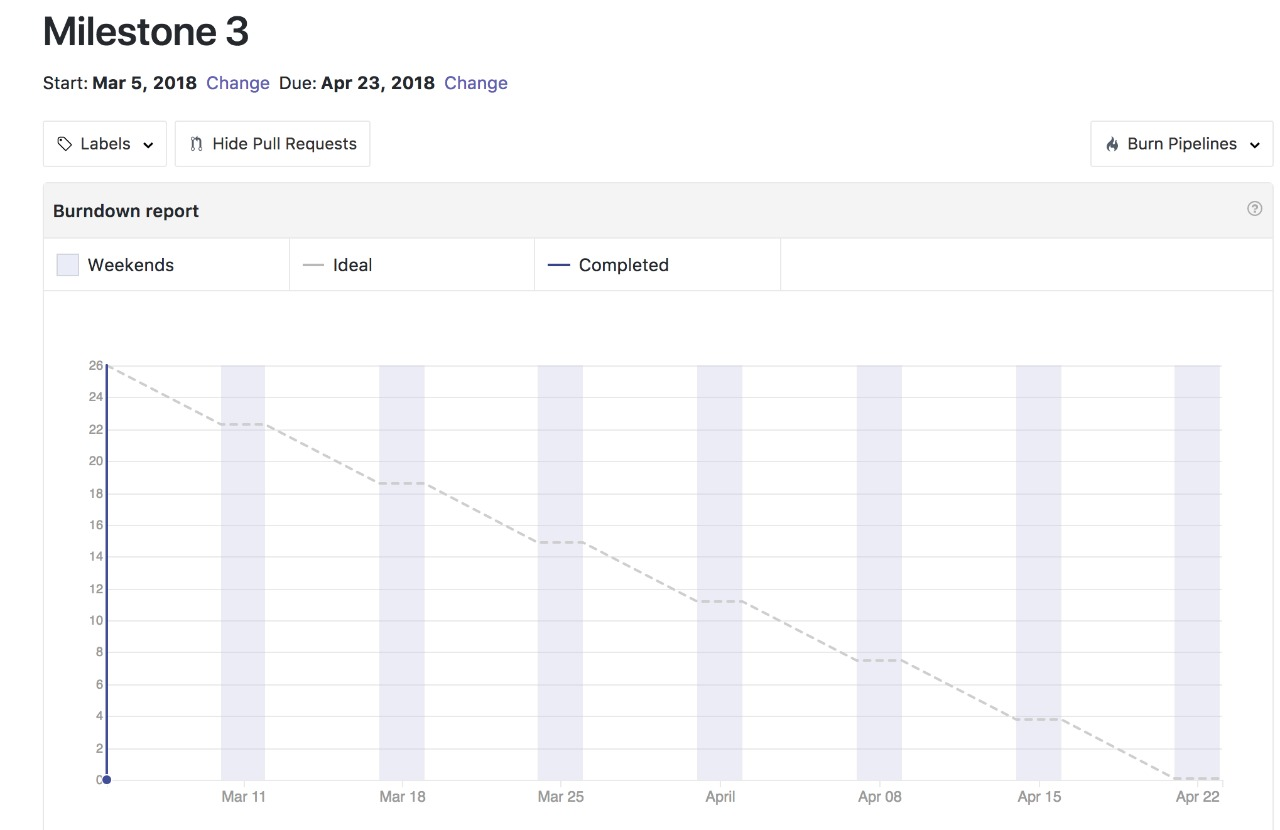 Milestone 3
Start: Mar 5, 2018 Change Due: Apr 23, 2018 Change
Labels Hide Pull Requests Burn Pipelines
Burndown report ?
Weekends Ideal Completed
26
24
22
20
18
16
14
12
10
8
6
4
2
0
Mar 11 Mar 18 Mar 25 April Apr 08 Apr 15 Apr 22